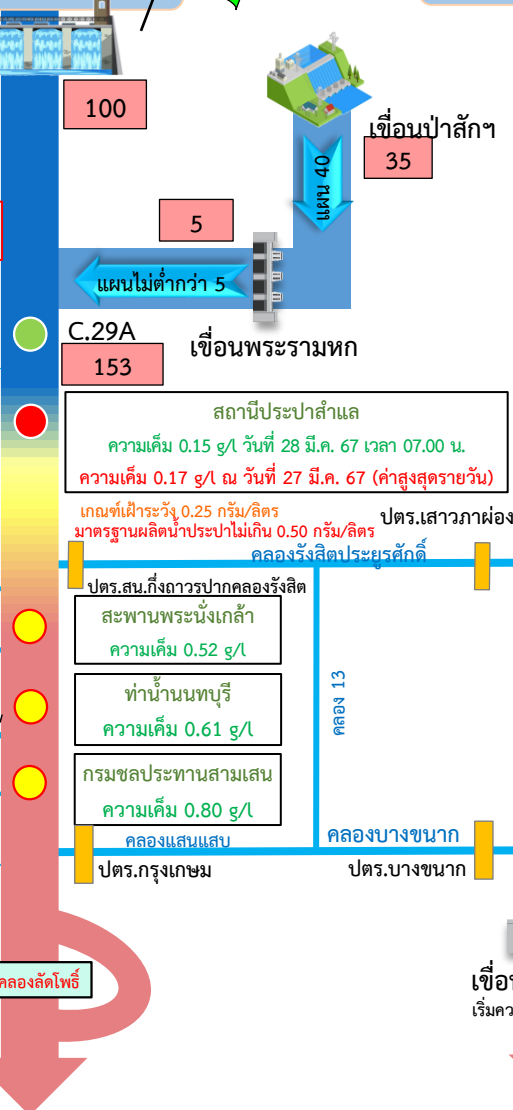 100
เขื่อนป่าสักฯ
35
แผน 40
5
แผนไม่ต่ำกว่า 5
C.29A
เขื่อนพระรามหก
153
สถานีประปาสำแล
ความเค็ม 0.15 g/l วันที่ 28 มี.ค. 67 เวลา 07.00 น.
ความเค็ม 0.17 g/l ณ วันที่ 27 มี.ค. 67 (ค่าสูงสุดรายวัน)
เกณฑ์เฝ้าระวัง 0.25 กรัม/ลิตร
มาตรฐานผลิตน้ำประปาไม่เกิน 0.50 กรัม/ลิตร
ปตร.เสาวภาผ่อง
คลองรังสิตประยูรศักดิ์
ปตร.สน.กึ่งถาวรปากคลองรังสิต
สะพานพระนั่งเกล้า
ความเค็ม 0.52 g/l
ท่าน้ำนนทบุรี
ความเค็ม 0.61 g/l
คลอง 13
กรมชลประทานสามเสน
ความเค็ม 0.80 g/l
คลองแสนแสบ
คลองบางขนาก
ปตร.กรุงเกษม
ปตร.บางขนาก
คลองลัดโพธิ์